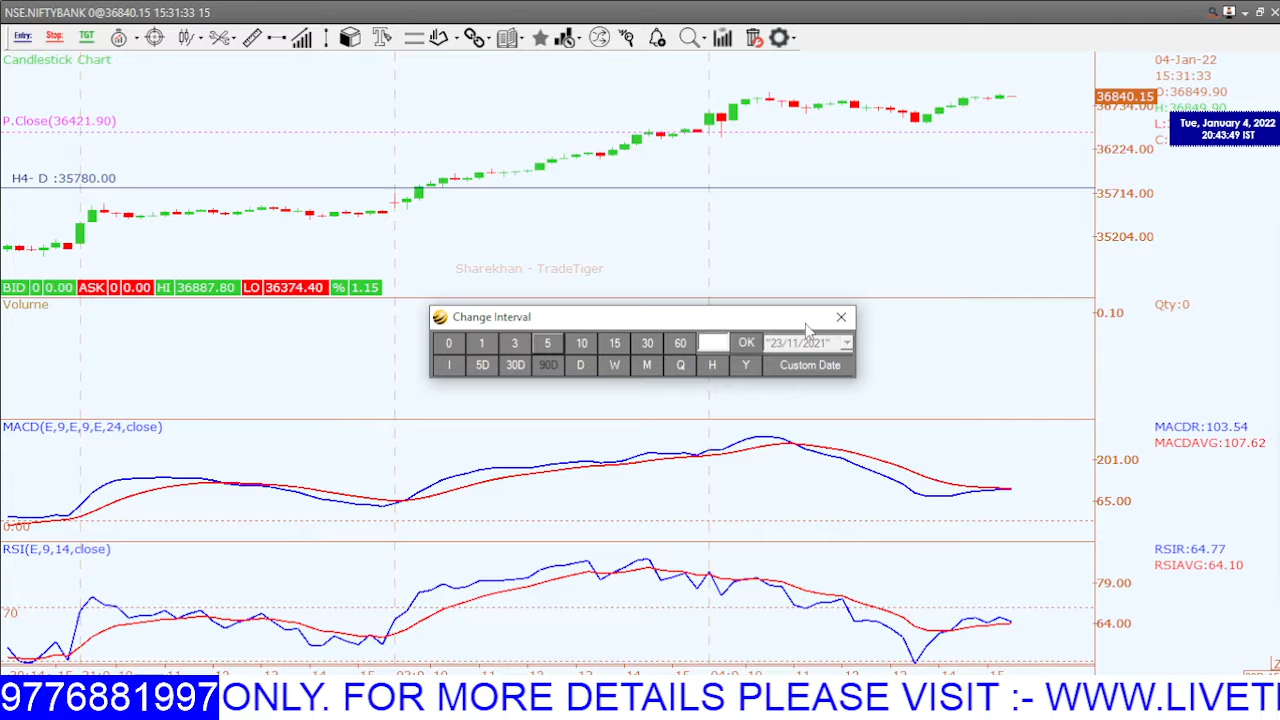 NSE.NIFTYBANK 0@36840.15 15:31:33 15
Entry: Stop: TGT
Candlestick Chart
04-Jan-22
15:31:33
O:36849.90
H:36849.90
L:
C:
Tue, January 4, 2022
20:43:49 IST
36840.15
36734.00
P.Close(36421.90)
36224.00
H4- D :35780.00
35714.00
35204.00
Sharekhan - TradeTiger
BID 0 0.00 ASK 0 0.00 HI 36887.80 LO 36374.40 % 1.15
Volume
0.10
Qty:0
Change Interval
0 1 3 5 10 15 30 60 OK "23/11/2021"
I 5D 30D 90D D W M Q H Y Custom Date
MACD(E,9,E,9,E,24,close)
MACDR:103.54
MACDAVG:107.62
201.00
65.00
0:00
RSI(E,9,14,close)
RSIR:64.77
RSIAVG:64.10
79.00
70
64.00
9776881997 ONLY. FOR MORE DETAILS PLEASE VISIT :- WWW.LIVETI